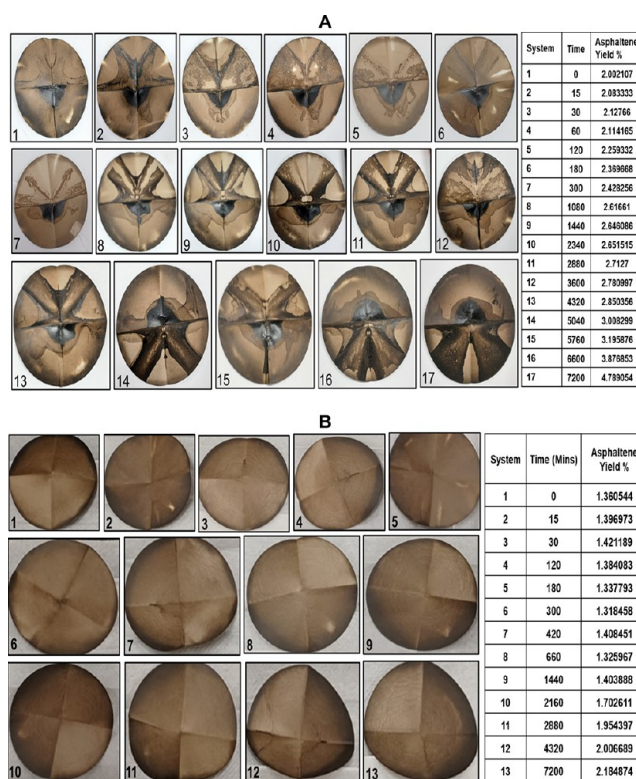 A
1 2 3 4 5 6
7 8 9 10 11 12
13 14 15 16 17
System Time Asphaltene Yield %
1 0 2.002107
2 15 2.083333
3 30 2.12766
4 60 2.114165
5 120 2.259332
6 180 2.369668
7 300 2.428256
8 1080 2.61661
9 1440 2.646086
10 2340 2.651515
11 2880 2.7127
12 3600 2.780997
13 4320 2.850356
14 5040 3.008299
15 5760 3.195876
16 6600 3.876853
17 7200 4.789054
B
1 2 3 4 5
6 7 8 9
10 11 12 13
System Time (Mins) Asphaltene Yield %
1 0 1.360544
2 15 1.396973
3 30 1.421189
4 120 1.384083
5 180 1.337793
6 300 1.318458
7 420 1.408451
8 660 1.325967
9 1440 1.403888
10 2160 1.702611
11 2880 1.954397
12 4320 2.006689
13 7200 2.184874